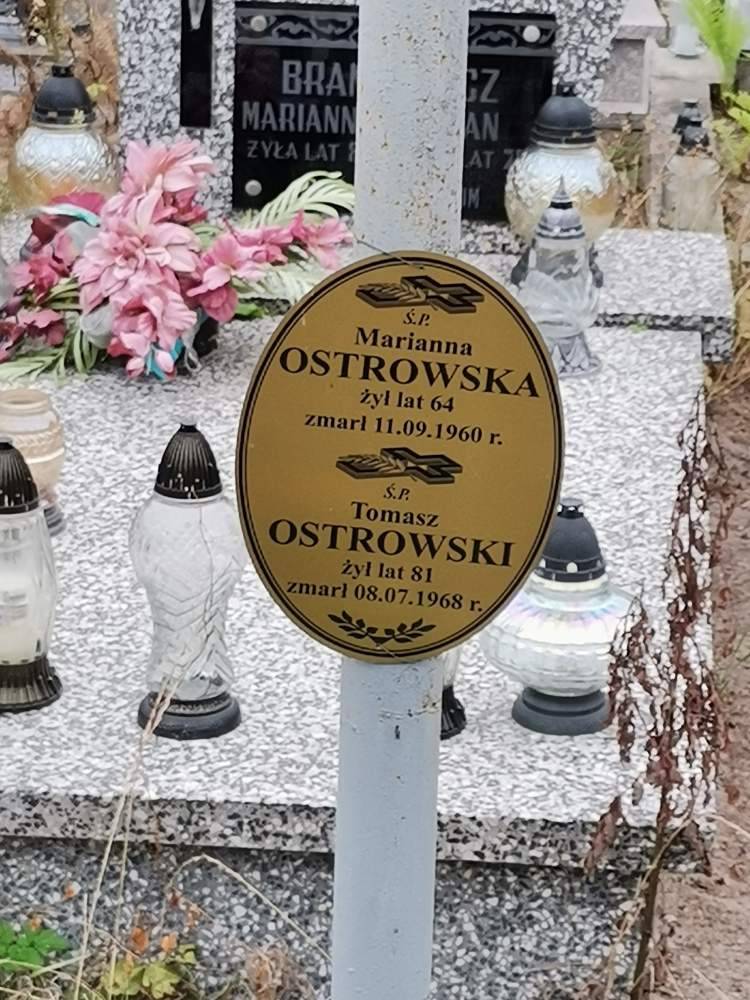 MARIANN
ŻYŁA LAT
Ś.P.
Marianna
OSTROWSKA
żył lat 64
zmarł 11.09.1960 r.
Ś.P.
Tomasz
OSTROWSKI
żył lat 81
zmarł 08.07.1968 r.